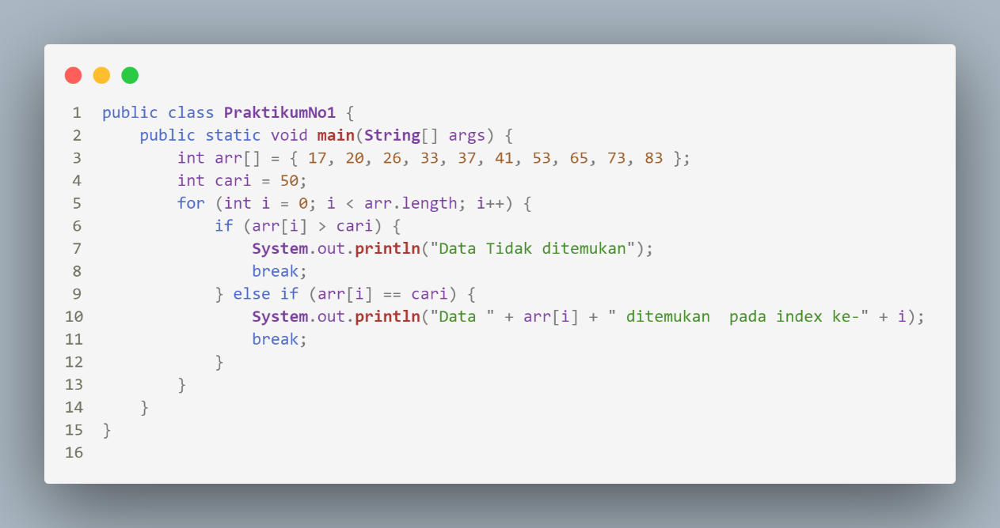 1 public class PraktikumNo1 {
2     public static void main(String[] args) {
3         int arr[] = { 17, 20, 26, 33, 37, 41, 53, 65, 73, 83 };
4         int cari = 50;
5         for (int i = 0; i < arr.length; i++) {
6             if (arr[i] > cari) {
7                 System.out.println("Data Tidak ditemukan");
8                 break;
9             } else if (arr[i] == cari) {
10                 System.out.println("Data " + arr[i] + " ditemukan  pada index ke-" + i);
11                 break;
12             }
13         }
14     }
15 }
16